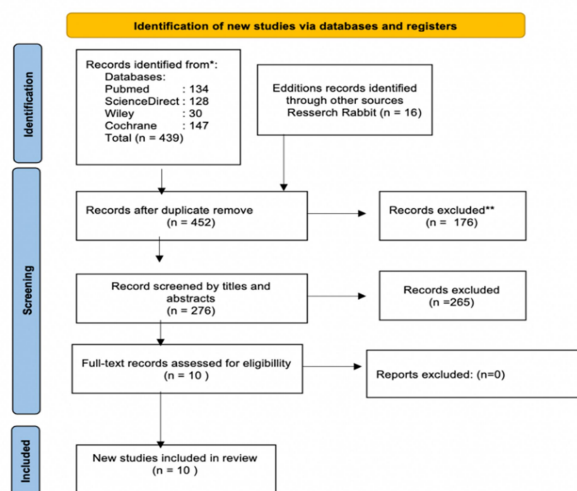 Identification of new studies via databases and registers
Identification
Records identified from*:
Databases:
Pubmed : 134
ScienceDirect : 128
Wiley : 30
Cochrane : 147
Total (n = 439)
Edditions records identified
through other sources
Resserch Rabbit (n = 16)
Screening
Records after duplicate remove
(n = 452)
Records excluded**
(n = 176)
Record screened by titles and
abstracts
(n = 276)
Records excluded
(n =265)
Full-text records assessed for eligibillity
(n = 10 )
Reports excluded: (n=0)
Included
New studies included in review
(n = 10 )